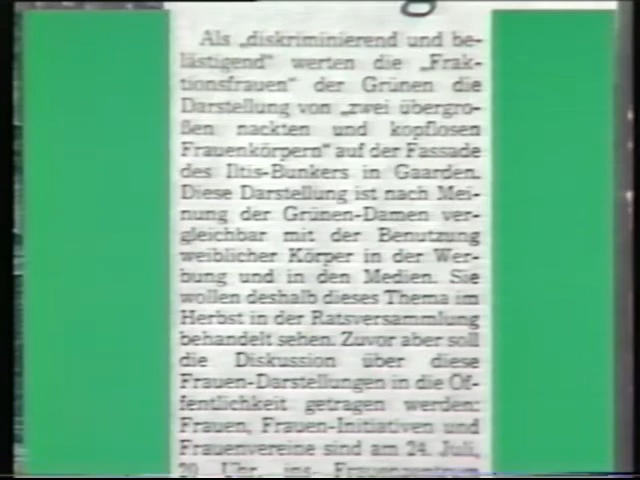 Als „diskriminierend und be-
lästigend" werten die „Frak-
tionsfrauen" der Grünen die
Darstellung von „zwei übergro-
ßen nackten und kopflosen
Frauenkörpern" auf der Fassade
des Iltis-Bunkers in Gaarden.
Diese Darstellung ist nach Mei-
nung der Grünen-Damen ver-
gleichbar mit der Benutzung
weiblicher Körper in der Wer-
bung und in den Medien. Sie
wollen deshalb dieses Thema im
Herbst in der Ratsversammlung
behandelt sehen. Zuvor aber soll
die Diskussion über diese
Frauen-Darstellungen in die Öf-
fentlichkeit getragen werden:
Frauen, Frauen-Initiativen und
Frauenvereine sind am 24. Juli,
20 Uhr, ins Frauenzentrum